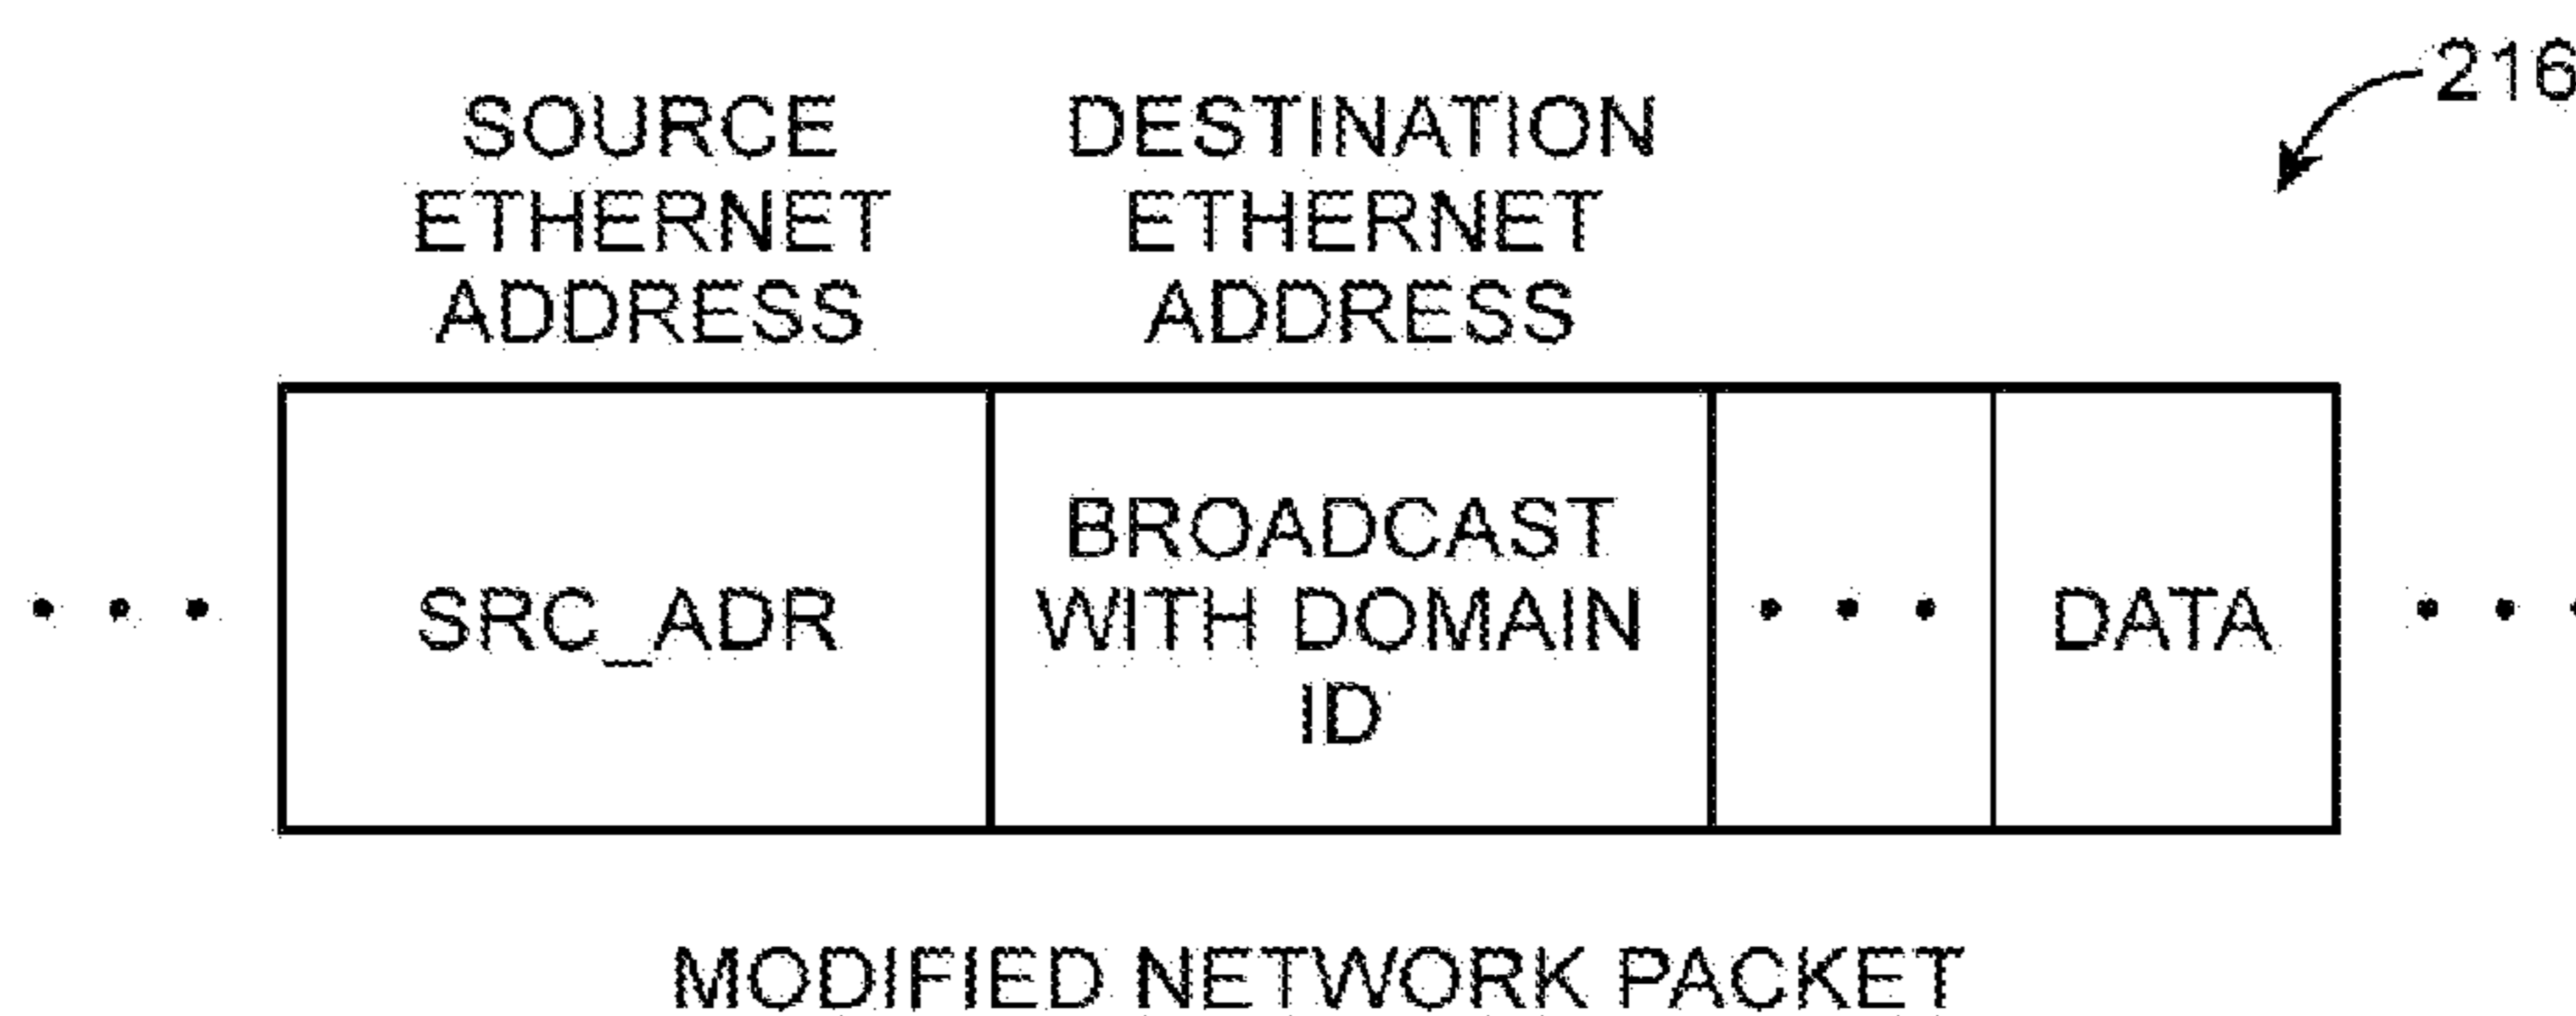 216
SOURCE
ETHERNET
ADDRESS
DESTINATION
ETHERNET
ADDRESS
• • •
SRC_ADR
BROADCAST
WITH DOMAIN
ID
• • •
DATA
• • •
MODIFIED NETWORK PACKET